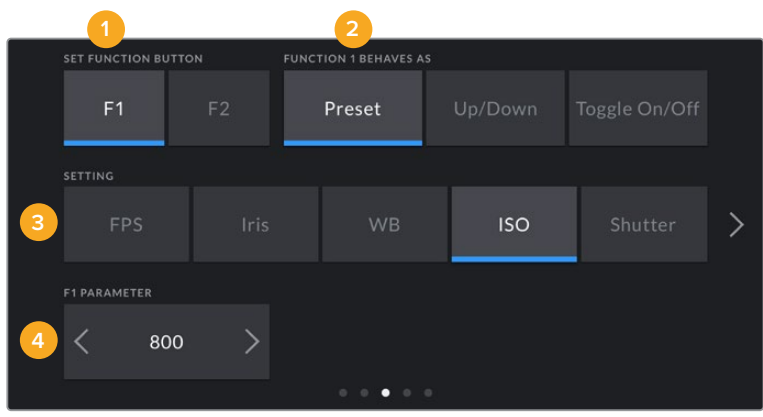 1 2
SET FUNCTION BUTTON FUNCTION 1 BEHAVES AS
F1 F2 Preset Up/Down Toggle On/Off
SETTING
3 FPS Iris WB ISO Shutter
F1 PARAMETER
4 800